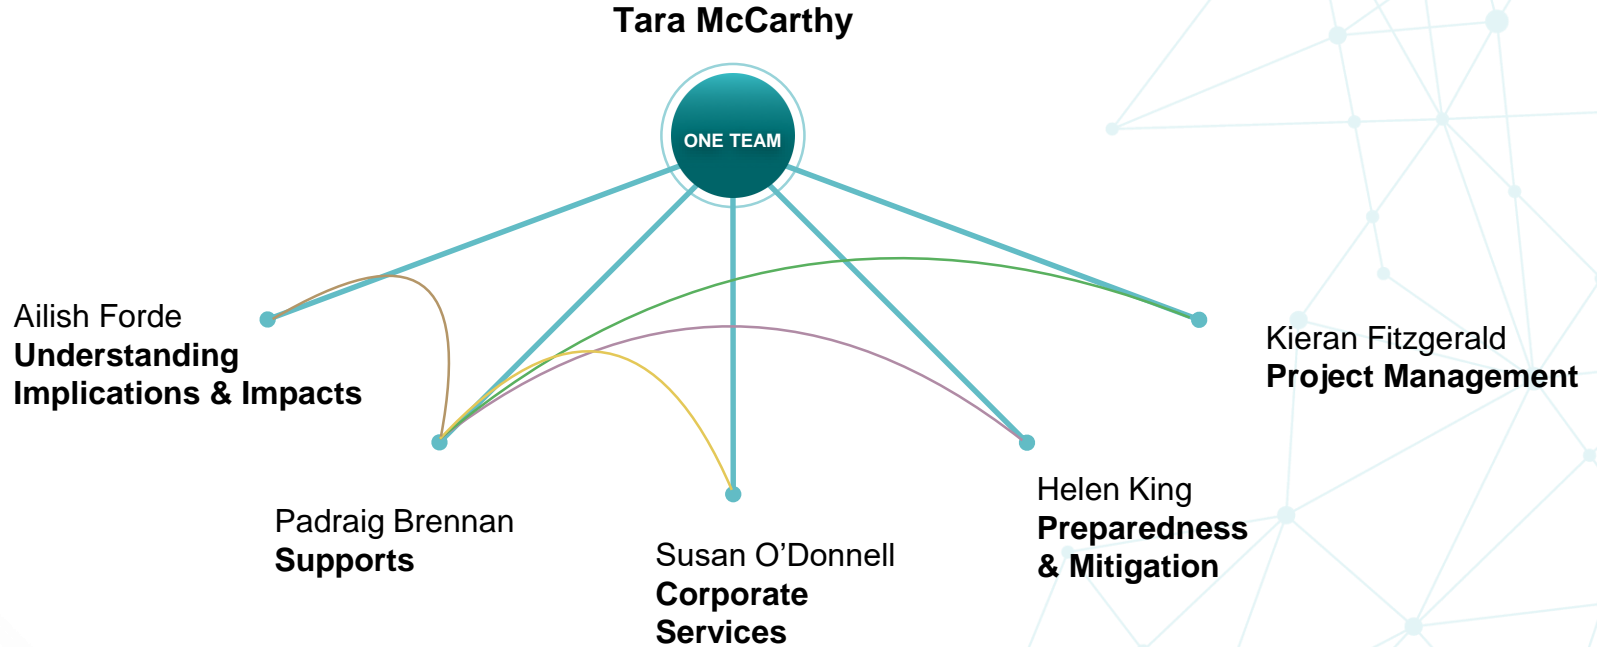 Tara McCarthy
ONE TEAM
Ailish Forde
Understanding
Implications & Impacts
Padraig Brennan
Supports
Susan O’Donnell
Corporate
Services
Helen King
Preparedness
& Mitigation
Kieran Fitzgerald
Project Management